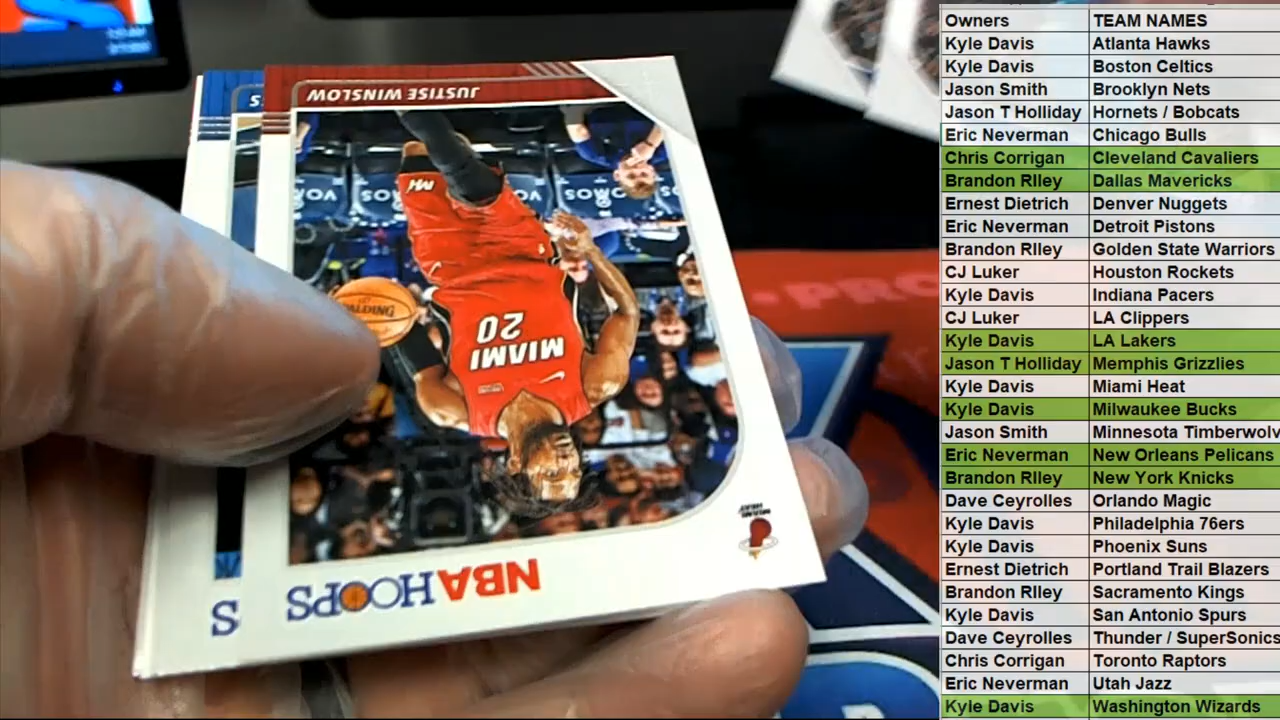 JUSTISE WINSLOW
MIAMI
20
SPALDING
MIAMI HEAT
NBA HOOPS
S
S
PRO
Owners TEAM NAMES
Kyle Davis Atlanta Hawks
Kyle Davis Boston Celtics
Jason Smith Brooklyn Nets
Jason T Holliday Hornets / Bobcats
Eric Neverman Chicago Bulls
Chris Corrigan Cleveland Cavaliers
Brandon RIley Dallas Mavericks
Ernest Dietrich Denver Nuggets
Eric Neverman Detroit Pistons
Brandon RIley Golden State Warriors
CJ Luker Houston Rockets
Kyle Davis Indiana Pacers
CJ Luker LA Clippers
Kyle Davis LA Lakers
Jason T Holliday Memphis Grizzlies
Kyle Davis Miami Heat
Kyle Davis Milwaukee Bucks
Jason Smith Minnesota Timberwolv
Eric Neverman New Orleans Pelicans
Brandon RIley New York Knicks
Dave Ceyrolles Orlando Magic
Kyle Davis Philadelphia 76ers
Kyle Davis Phoenix Suns
Ernest Dietrich Portland Trail Blazers
Brandon RIley Sacramento Kings
Kyle Davis San Antonio Spurs
Dave Ceyrolles Thunder / SuperSonics
Chris Corrigan Toronto Raptors
Eric Neverman Utah Jazz
Kyle Davis Washington Wizards